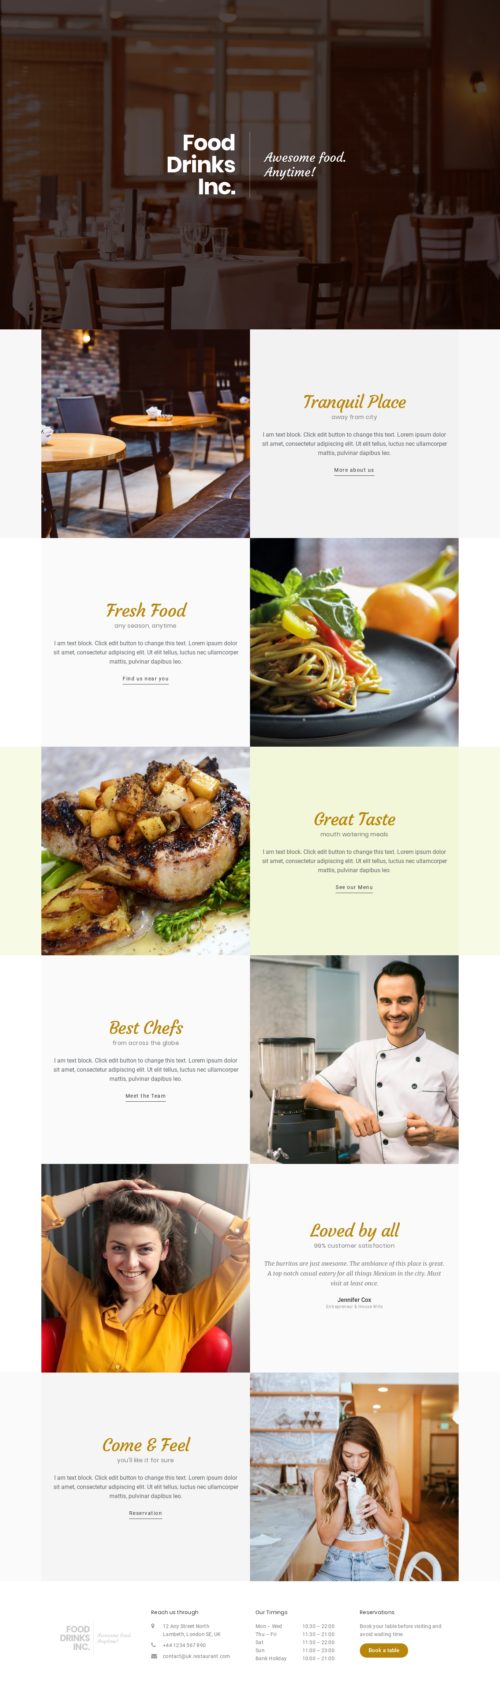 Food
Drinks
Inc.
Awesome food.
Anytime!
Tranquil Place
away from city
I am text block. Click edit button to change this text. Lorem ipsum dolor
sit amet, consectetur adipiscing elit. Ut elit tellus, luctus nec ullamcorper
mattis, pulvinar dapibus leo.
More about us
Fresh Food
any season, anytime
I am text block. Click edit button to change this text. Lorem ipsum dolor
sit amet, consectetur adipiscing elit. Ut elit tellus, luctus nec ullamcorper
mattis, pulvinar dapibus leo.
Find us near you
Great Taste
mouth watering meals
I am text block. Click edit button to change this text. Lorem ipsum dolor
sit amet, consectetur adipiscing elit. Ut elit tellus, luctus nec ullamcorper
mattis, pulvinar dapibus leo.
See our Menu
Best Chefs
from across the globe
I am text block. Click edit button to change this text. Lorem ipsum dolor
sit amet, consectetur adipiscing elit. Ut elit tellus, luctus nec ullamcorper
mattis, pulvinar dapibus leo.
Meet the Team
Loved by all
98% customer satisfaction
The burritos are just awesome. The ambiance of this place is great.
A top notch casual eatery for all things Mexican in the city. Must
visit at least once.
Jennifer Cox
Entrepreneur & House Wife
Come & Feel
you'll like it for sure
I am text block. Click edit button to change this text. Lorem ipsum dolor
sit amet, consectetur adipiscing elit. Ut elit tellus, luctus nec ullamcorper
mattis, pulvinar dapibus leo.
Reservation
FOOD
DRINKS
INC.
Awesome food.
Anytime!
Reach us through
12 Any Street North
Lambeth, London SE, UK
+44 1234 567 890
contact@uk.restaurant.com
Our Timings
Mon – Wed 10:30 – 22:00
Thu – Fri 11:30 – 21:00
Sat 11:30 – 22:00
Sun 11:00 – 23:00
Bank Holiday 10:00 – 21:00
Reservations
Book your table before visiting and
avoid waiting time.
Book a table